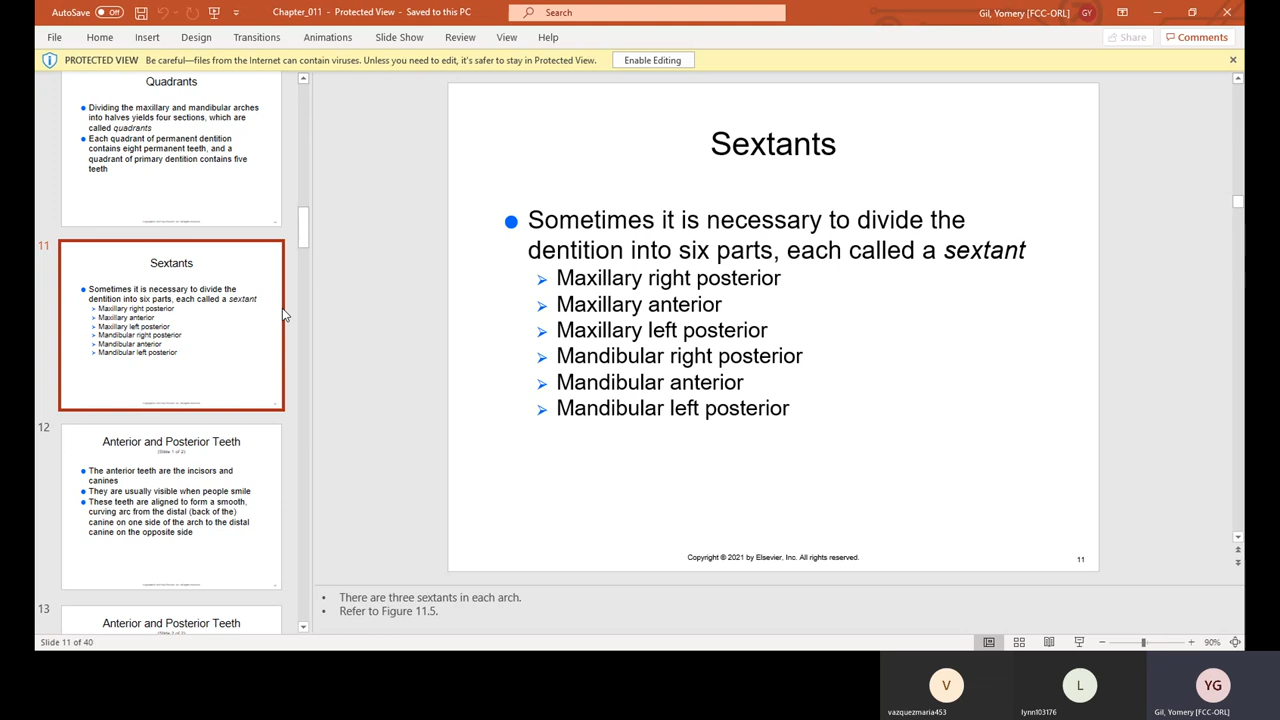 AutoSave Off Chapter_011 - Protected View - Saved to this PC Search Gil, Yomery [FCC-ORL] GY
File Home Insert Design Transitions Animations Slide Show Review View Help Share Comments
PROTECTED VIEW Be careful—files from the Internet can contain viruses. Unless you need to edit, it's safer to stay in Protected View. Enable Editing
Quadrants
Dividing the maxillary and mandibular arches
into halves yields four sections, which are
called quadrants
Each quadrant of permanent dentition
contains eight permanent teeth, and a
quadrant of primary dentition contains five
teeth
11
Sextants
Sometimes it is necessary to divide the
dentition into six parts, each called a sextant
Maxillary right posterior
Maxillary anterior
Maxillary left posterior
Mandibular right posterior
Mandibular anterior
Mandibular left posterior
12
Anterior and Posterior Teeth
(Slide 1 of 2)
The anterior teeth are the incisors and
canines
They are usually visible when people smile
These teeth are aligned to form a smooth,
curving arc from the distal (back of the)
canine on one side of the arch to the distal
canine on the opposite side
13
Anterior and Posterior Teeth
Sextants
Sometimes it is necessary to divide the
dentition into six parts, each called a sextant
Maxillary right posterior
Maxillary anterior
Maxillary left posterior
Mandibular right posterior
Mandibular anterior
Mandibular left posterior
Copyright © 2021 by Elsevier, Inc. All rights reserved.
11
There are three sextants in each arch.
Refer to Figure 11.5.
Slide 11 of 40
90%
V
L
YG
vazquezmaria453
lynn103176
Gil, Yomery [FCC-ORL]